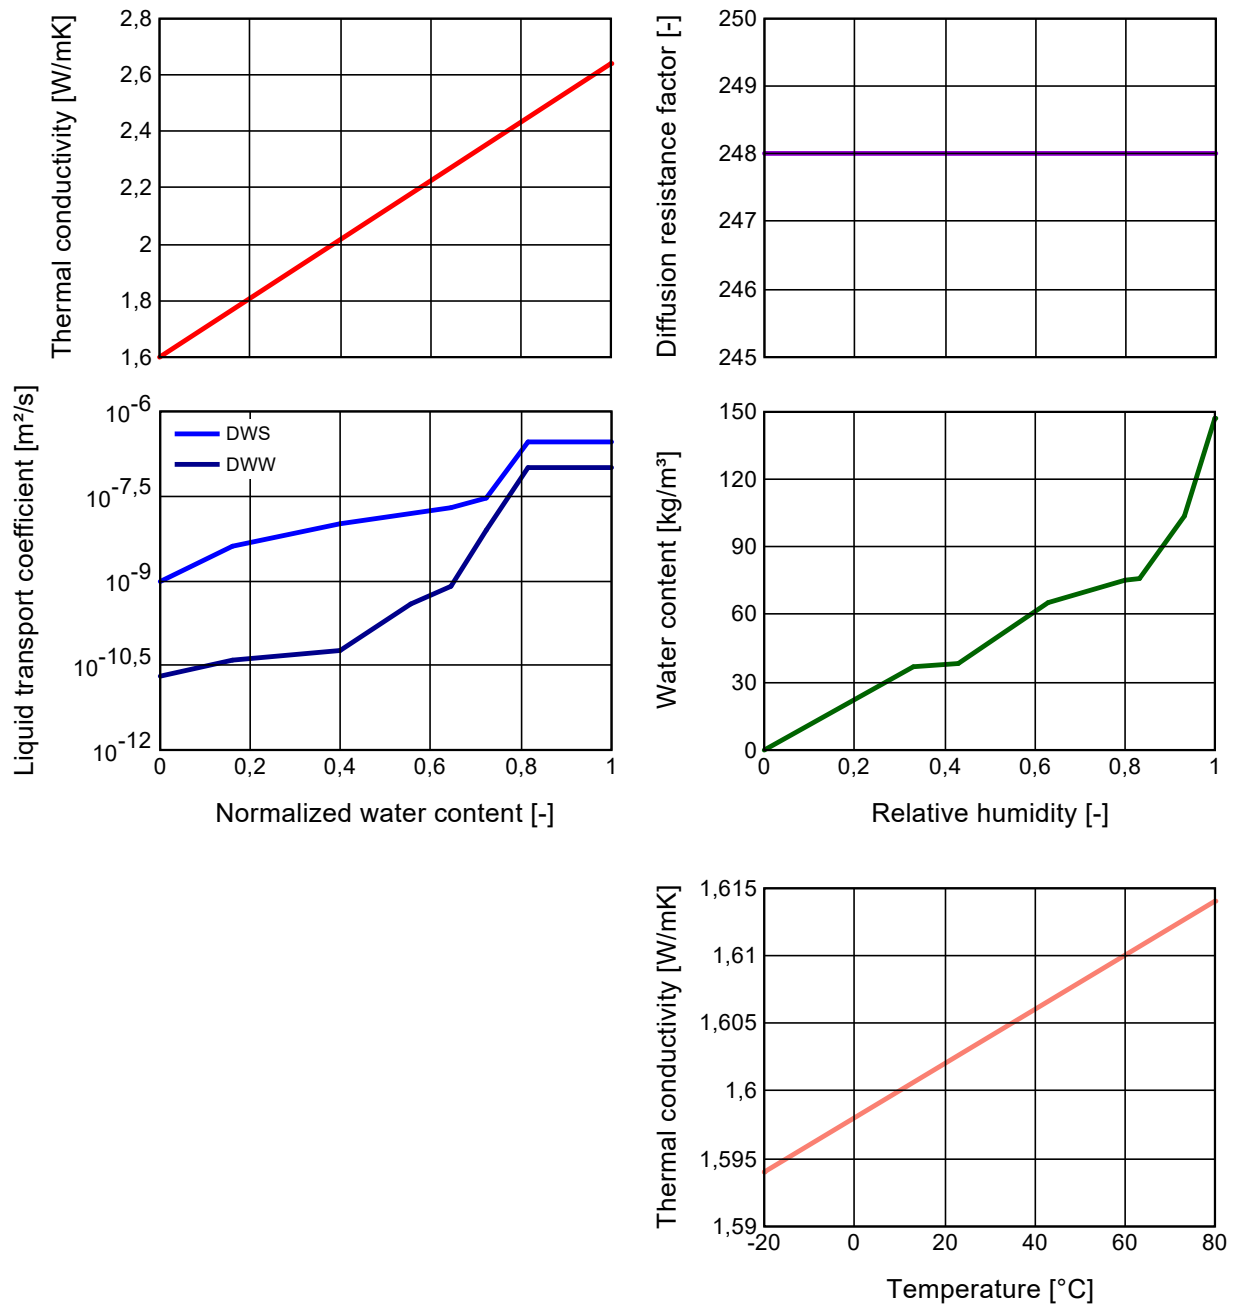 Thermal conductivity [W/mK]
2,8
2,6
2,4
2,2
2
1,8
1,6
Diffusion resistance factor [-]
250
249
248
247
246
245
Liquid transport coefficient [m²/s]
10-6
10-7,5
10-9
10-10,5
10-12
DWS
DWW
0 0,2 0,4 0,6 0,8 1
Normalized water content [-]
Water content [kg/m³]
150
120
90
60
30
0
0 0,2 0,4 0,6 0,8 1
Relative humidity [-]
Thermal conductivity [W/mK]
1,615
1,61
1,605
1,6
1,595
1,59
-20 0 20 40 60 80
Temperature [°C]